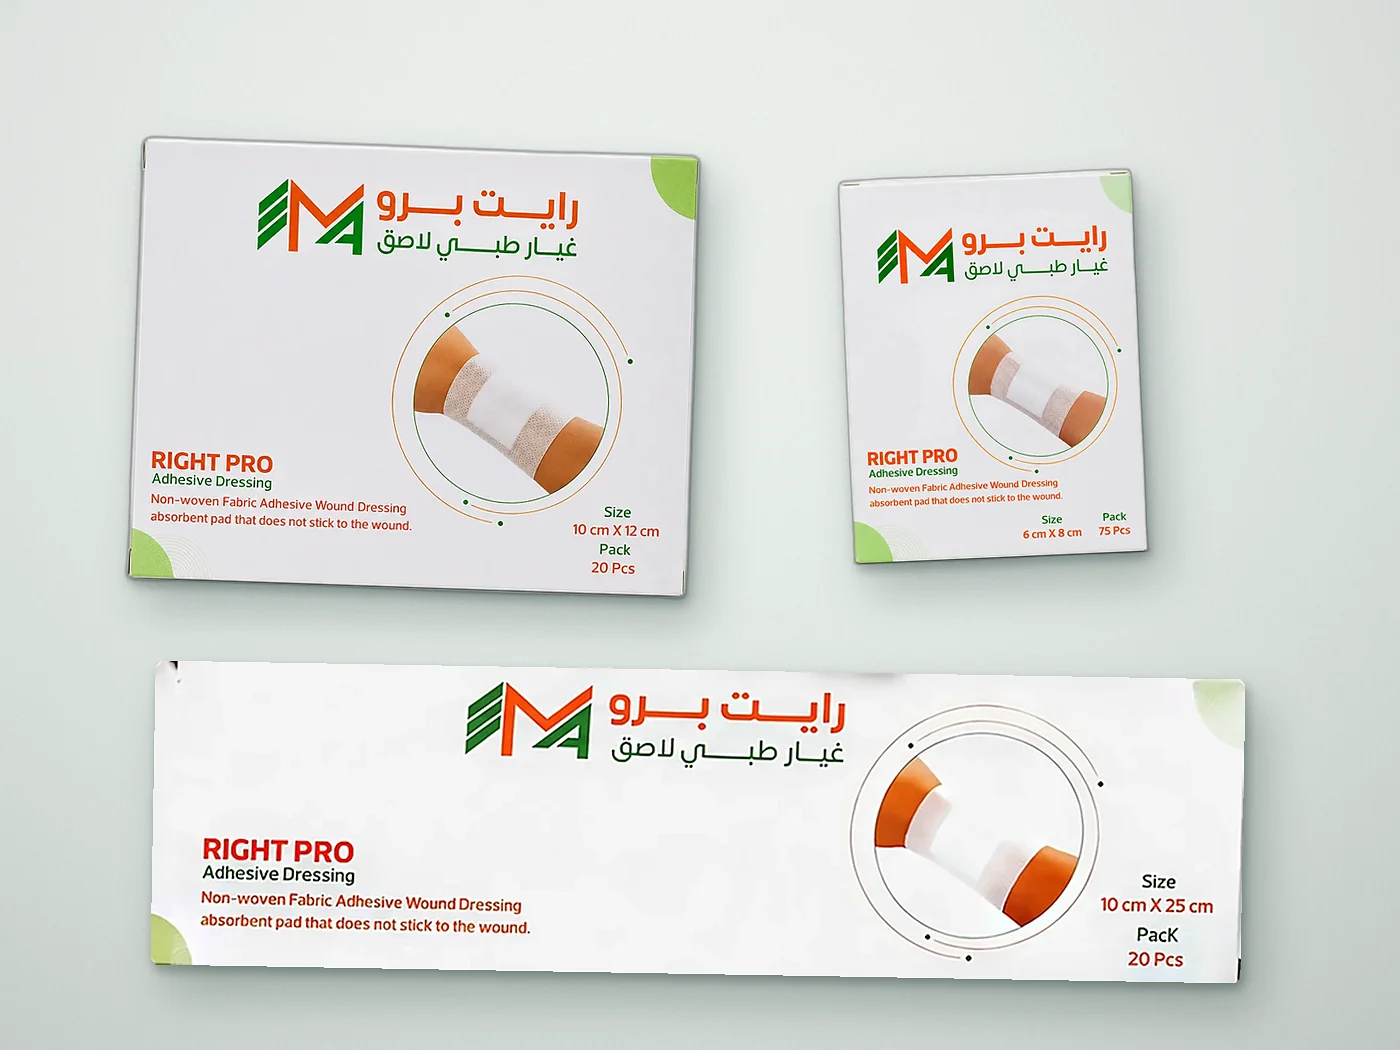 رايت برو
غيار طبي لاصق
RIGHT PRO
Adhesive Dressing
Non-woven Fabric Adhesive Wound Dressing
absorbent pad that does not stick to the wound.
Size
10 cm X 12 cm
Pack
20 Pcs
رايت برو
غيار طبي لاصق
RIGHT PRO
Adhesive Dressing
Non-woven Fabric Adhesive Wound Dressing
absorbent pad that does not stick to the wound.
Size Pack
6 cm X 8 cm 75 Pcs
رايت برو
غيار طبي لاصق
RIGHT PRO
Adhesive Dressing
Non-woven Fabric Adhesive Wound Dressing
absorbent pad that does not stick to the wound.
Size
10 cm X 25 cm
PacK
20 Pcs